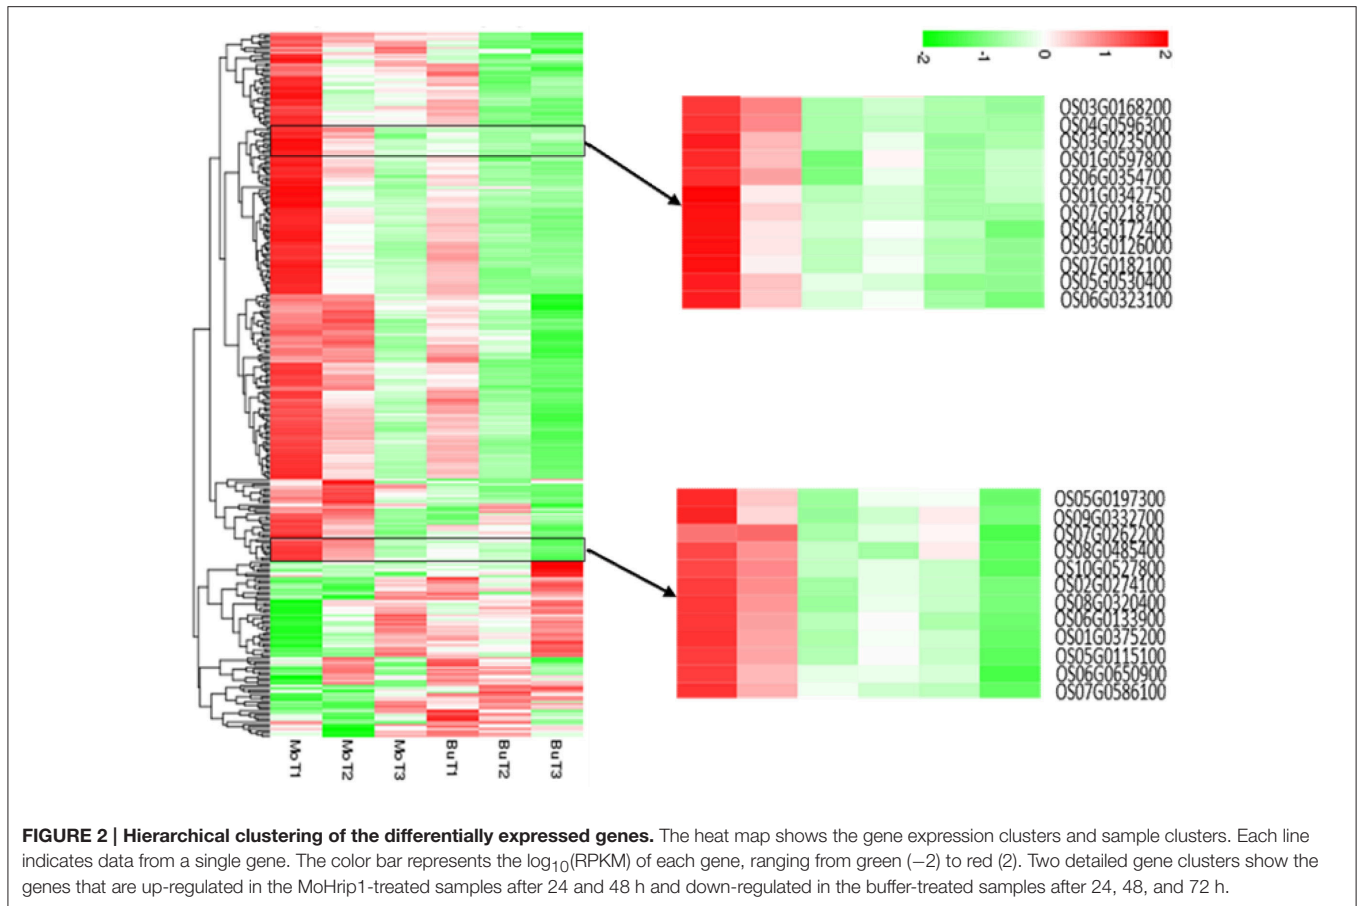 -2
-1
0
1
2
OS03G0168200
OS04G0596300
OS03G0235000
OS01G0597800
OS06G0354700
OS01G0342750
OS07G0218700
OS04G0172400
OS03G0126000
OS07G0182100
OS05G0530400
OS06G0323100
OS05G0197300
OS09G0332700
OS07G0262200
OS08G0485400
OS10G0527800
OS02G0274100
OS08G0320400
OS06G0133900
OS01G0375200
OS05G0115100
OS06G0650900
OS07G0586100
MoT1
MoT2
MoT3
BuT1
BuT2
BuT3
FIGURE 2 | Hierarchical clustering of the differentially expressed genes. The heat map shows the gene expression clusters and sample clusters. Each line
indicates data from a single gene. The color bar represents the log10(RPKM) of each gene, ranging from green (−2) to red (2). Two detailed gene clusters show the
genes that are up-regulated in the MoHrip1-treated samples after 24 and 48 h and down-regulated in the buffer-treated samples after 24, 48, and 72 h.